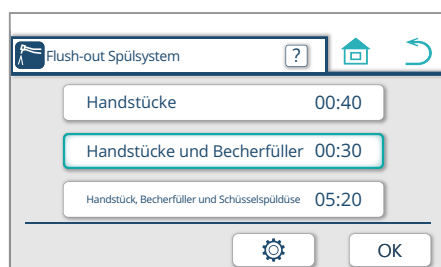 Flush-out Spülsystem ?
Handstücke 00:40
Handstücke und Becherfüller 00:30
Handstück, Becherfüller und Schüsselspüldüse 05:20
OK